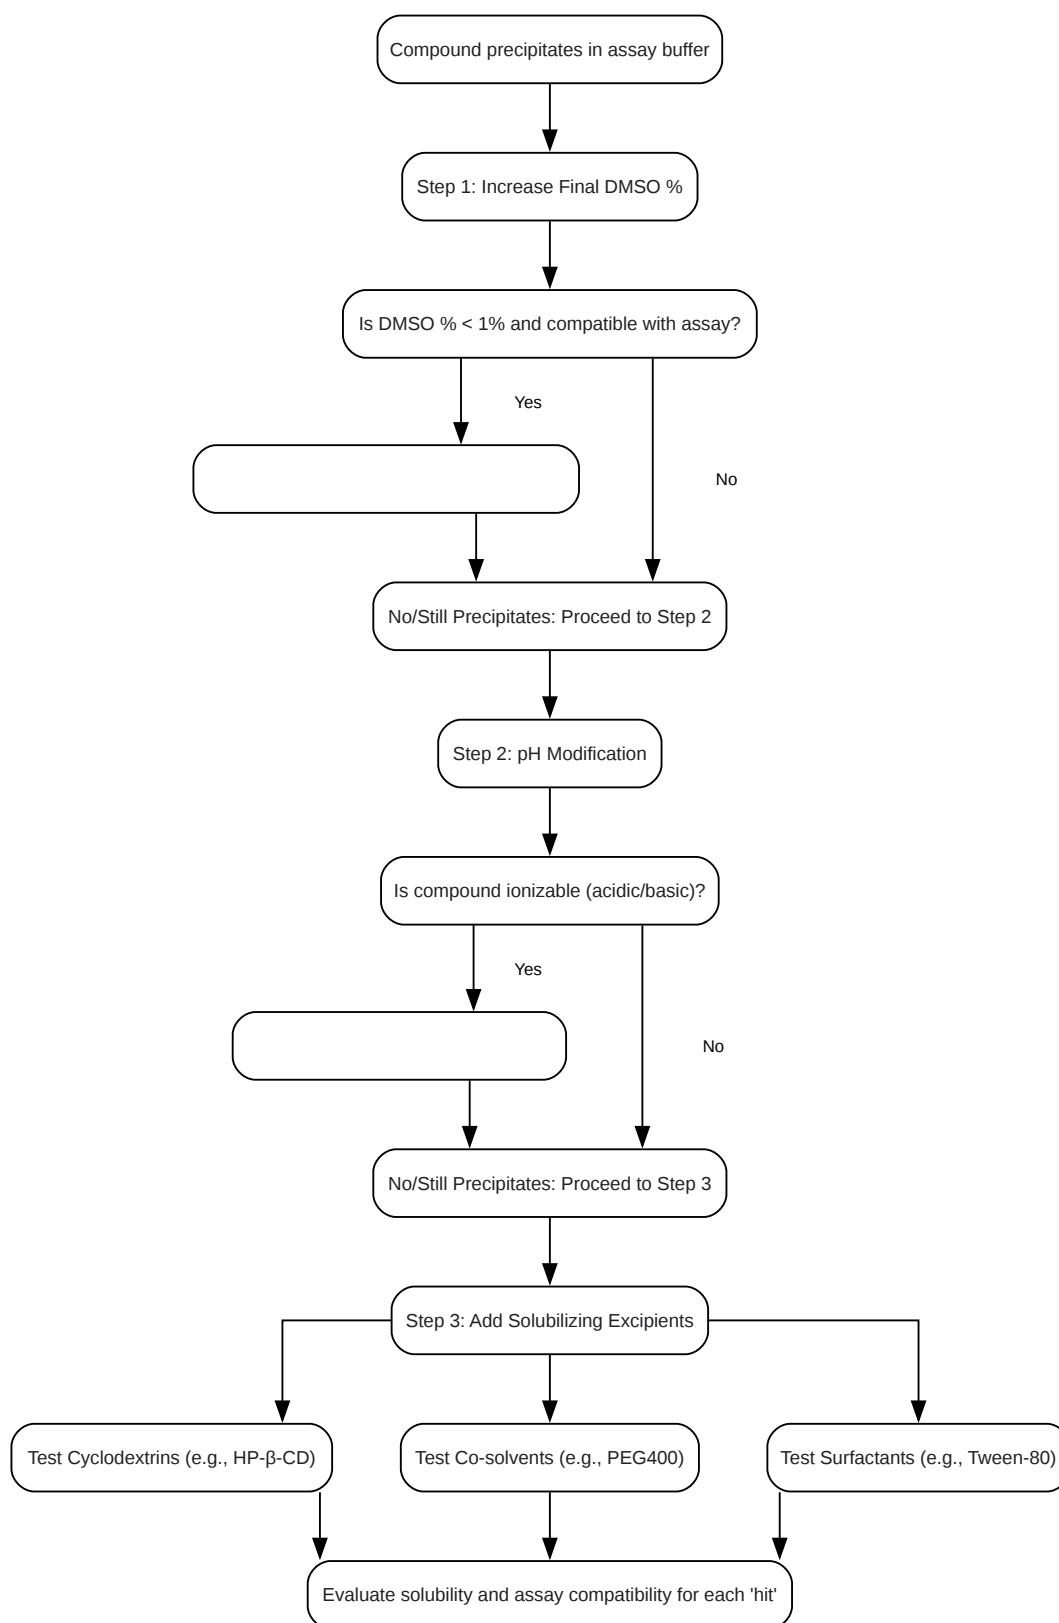 Compound precipitates in assay buffer
Step 1: Increase Final DMSO %
Is DMSO % < 1% and compatible with assay?
Yes
No
No/Still Precipitates: Proceed to Step 2
Step 2: pH Modification
Is compound ionizable (acidic/basic)?
Yes
No
No/Still Precipitates: Proceed to Step 3
Step 3: Add Solubilizing Excipients
Test Cyclodextrins (e.g., HP-β-CD)
Test Co-solvents (e.g., PEG400)
Test Surfactants (e.g., Tween-80)
Evaluate solubility and assay compatibility for each 'hit'